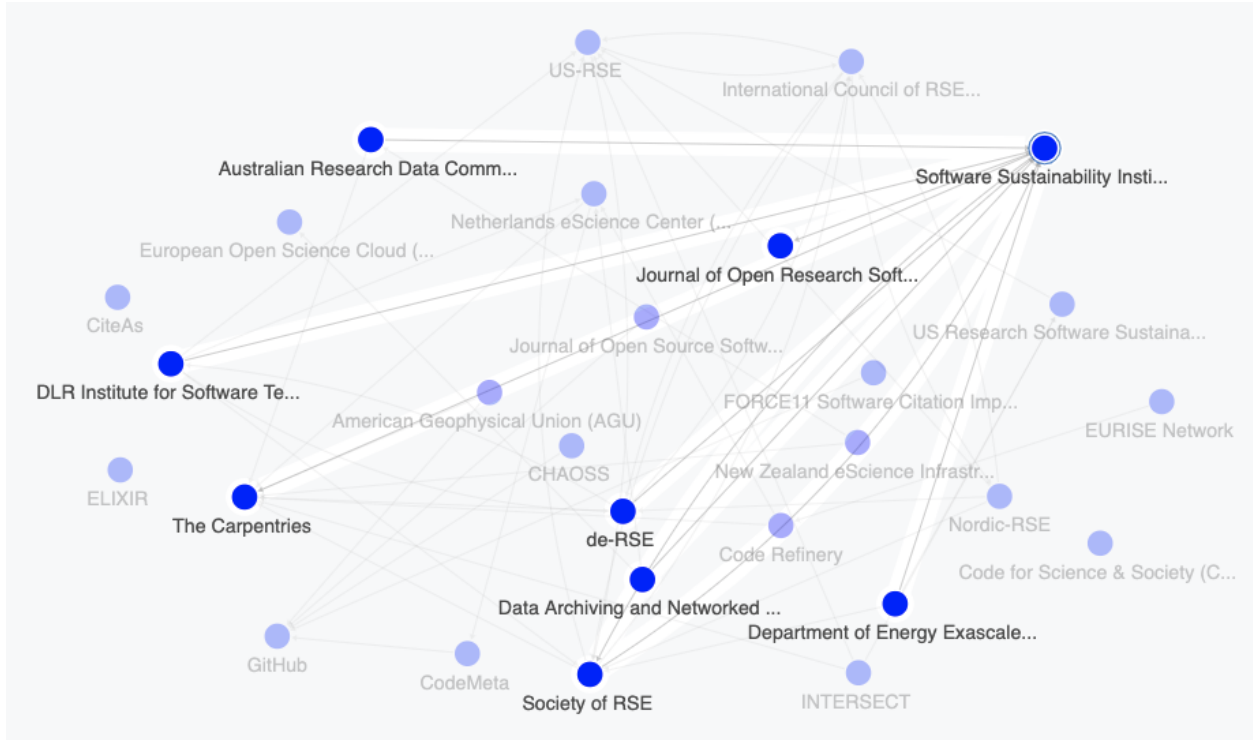 US-RSE
International Council of RSE...
Australian Research Data Comm...
Software Sustainability Insti...
Netherlands eScience Center (...
European Open Science Cloud (...
Journal of Open Research Soft...
CiteAs
US Research Software Sustaina...
Journal of Open Source Softw...
DLR Institute for Software Te...
FORCE11 Software Citation Imp...
American Geophysical Union (AGU)
EURISE Network
New Zealand eScience Infrastr...
CHAOSS
ELIXIR
The Carpentries
Nordic-RSE
de-RSE
Code Refinery
Code for Science & Society (C...
Data Archiving and Networked ...
Department of Energy Exascale...
GitHub
CodeMeta
INTERSECT
Society of RSE